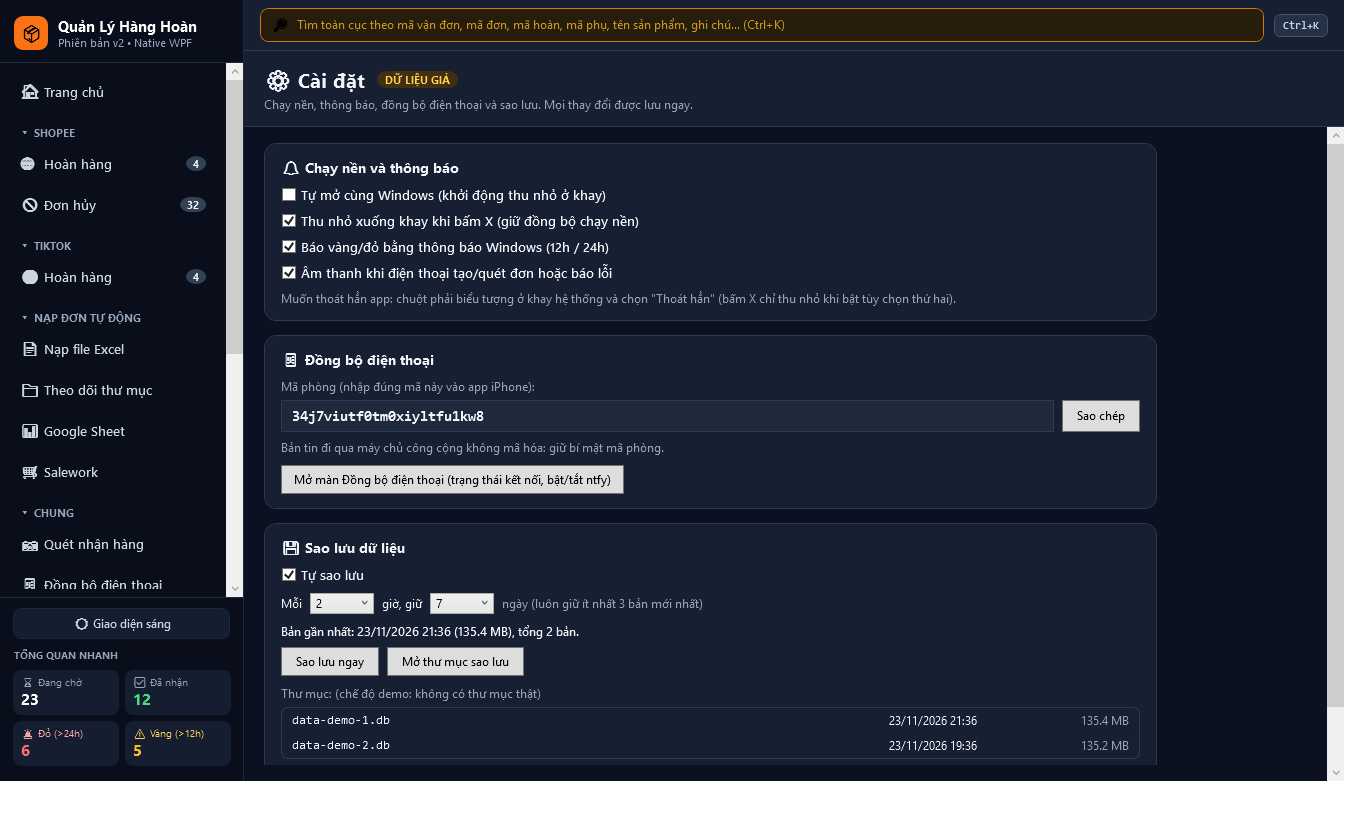 Quản Lý Hàng Hoàn
Phiên bản v2 • Native WPF
Tìm toàn cục theo mã vận đơn, mã đơn, mã hoàn, mã phụ, tên sản phẩm, ghi chú... (Ctrl+K)
Ctrl+K
Trang chủ
SHOPEE
Hoàn hàng 4
Đơn hủy 32
TIKTOK
Hoàn hàng 4
NẠP ĐƠN TỰ ĐỘNG
Nạp file Excel
Theo dõi thư mục
Google Sheet
Salework
CHUNG
Quét nhận hàng
Đồng bộ điện thoại
Giao diện sáng
TỔNG QUAN NHANH
Đang chờ
23
Đã nhận
12
Đỏ (>24h)
6
Vàng (>12h)
5
Cài đặt
DỮ LIỆU GIẢ
Chạy nền, thông báo, đồng bộ điện thoại và sao lưu. Mọi thay đổi được lưu ngay.
Chạy nền và thông báo
Tự mở cùng Windows (khởi động thu nhỏ ở khay)
Thu nhỏ xuống khay khi bấm X (giữ đồng bộ chạy nền)
Báo vàng/đỏ bằng thông báo Windows (12h / 24h)
Âm thanh khi điện thoại tạo/quét đơn hoặc báo lỗi
Muốn thoát hẳn app: chuột phải biểu tượng ở khay hệ thống và chọn "Thoát hẳn" (bấm X chỉ thu nhỏ khi bật tùy chọn thứ hai).
Đồng bộ điện thoại
Mã phòng (nhập đúng mã này vào app iPhone):
34j7viutf0tm0xiyltfu1kw8
Sao chép
Bản tin đi qua máy chủ công cộng không mã hóa: giữ bí mật mã phòng.
Mở màn Đồng bộ điện thoại (trạng thái kết nối, bật/tắt ntfy)
Sao lưu dữ liệu
Tự sao lưu
Mỗi 2 giờ, giữ 7 ngày (luôn giữ ít nhất 3 bản mới nhất)
Bản gần nhất: 23/11/2026 21:36 (135.4 MB), tổng 2 bản.
Sao lưu ngay
Mở thư mục sao lưu
Thư mục: (chế độ demo: không có thư mục thật)
data-demo-1.db 23/11/2026 21:36 135.4 MB
data-demo-2.db 23/11/2026 19:36 135.2 MB